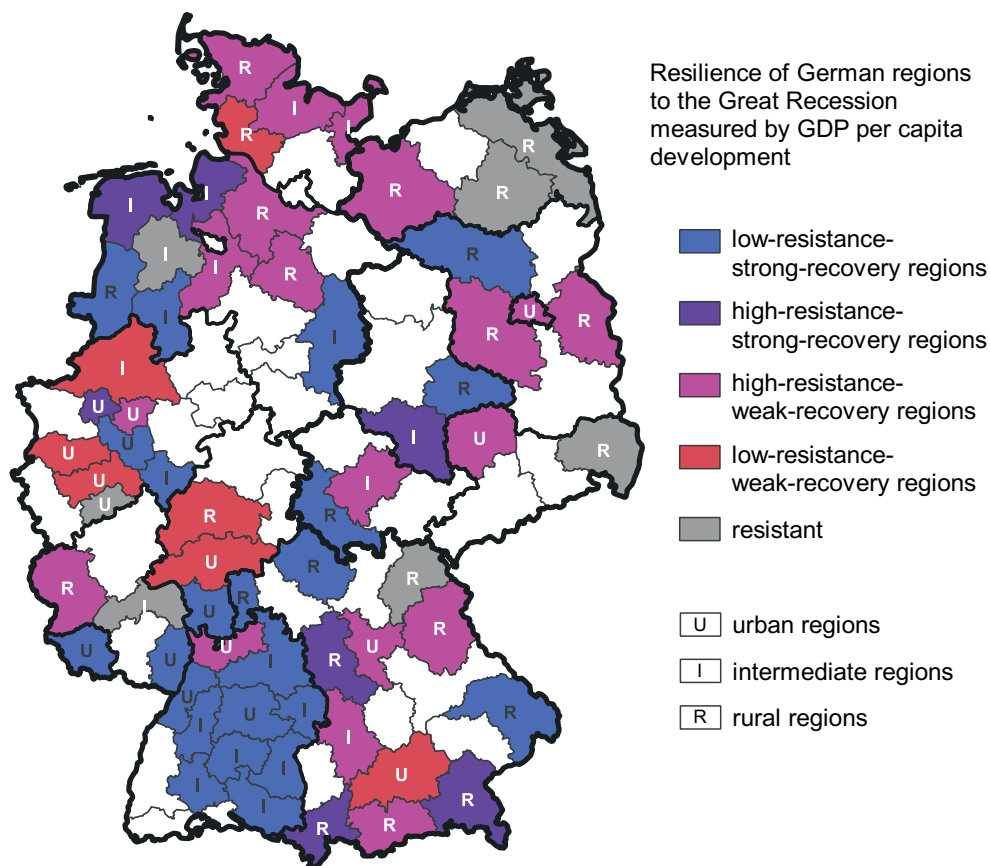 Resilience of German regions
to the Great Recession
measured by GDP per capita
development
low-resistance-
strong-recovery regions
high-resistance-
strong-recovery regions
high-resistance-
weak-recovery regions
low-resistance-
weak-recovery regions
resistant
U urban regions
I intermediate regions
R rural regions
R
I
I
R
R
I
I
R
R
R
I
I
R
R
R
I
I
U
R
R
I
R
U
U
U
I
U
R
U
U
I
I
U
R
R
U
R
R
R
I
U
R
R
U
I
U
R
U
U
U
I
U
I
R
I
I
I
U
I
R
I
R
R